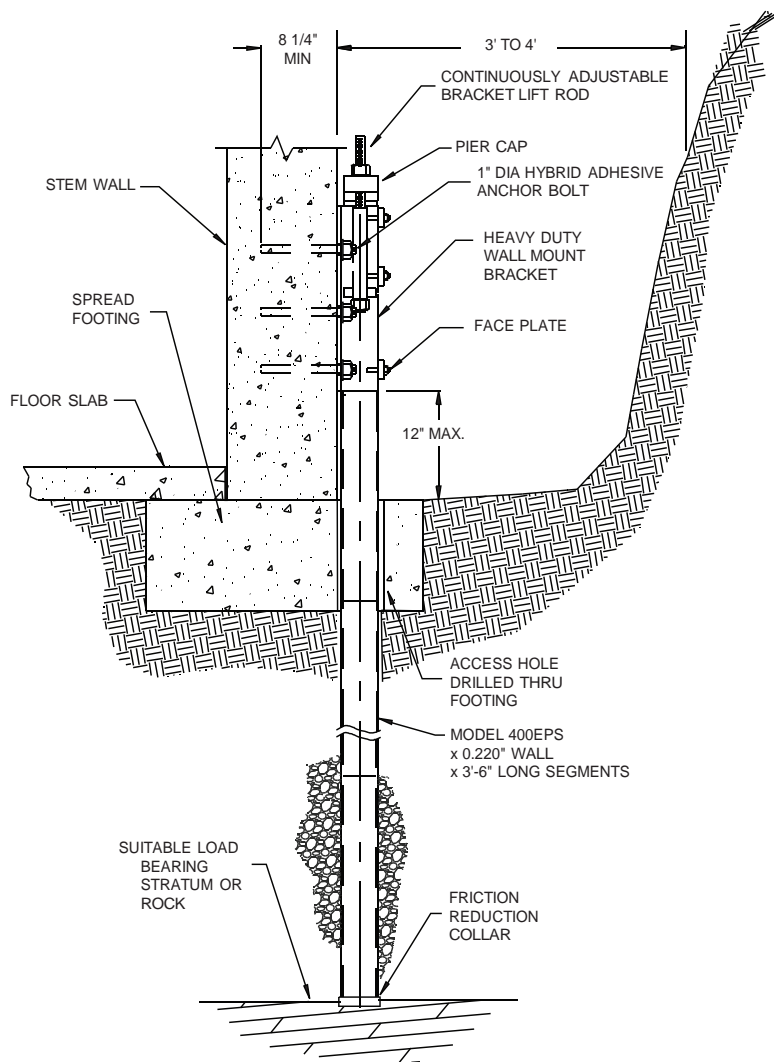 8 1/4"
MIN
3' TO 4'
CONTINUOUSLY ADJUSTABLE
BRACKET LIFT ROD
PIER CAP
1" DIA HYBRID ADHESIVE
ANCHOR BOLT
STEM WALL
HEAVY DUTY
WALL MOUNT
BRACKET
SPREAD
FOOTING
FACE PLATE
FLOOR SLAB
12" MAX.
ACCESS HOLE
DRILLED THRU
FOOTING
MODEL 400EPS
x 0.220" WALL
x 3'-6" LONG SEGMENTS
SUITABLE LOAD
BEARING
STRATUM OR
ROCK
FRICTION
REDUCTION
COLLAR